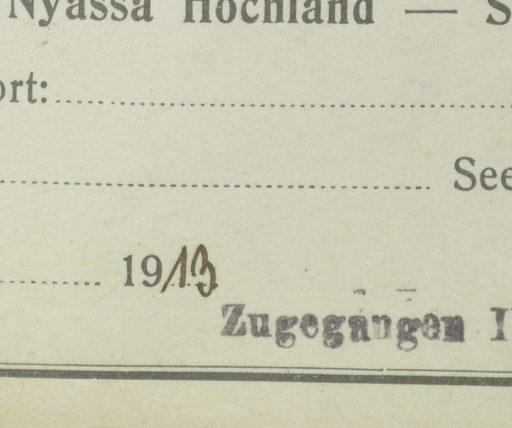 Nyassa Hochland — S
ort:
See
1913
Zugegangen I